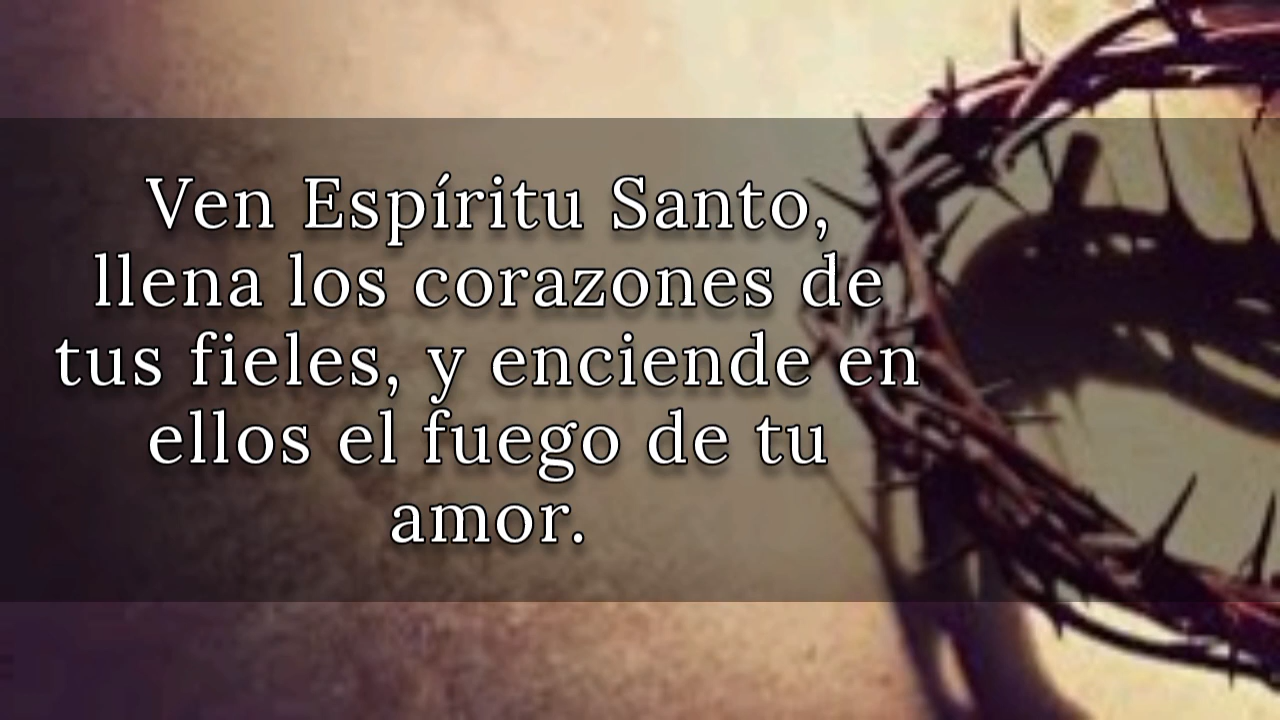 Ven Espíritu Santo,
llena los corazones de
tus fieles, y enciende en
ellos el fuego de tu
amor.